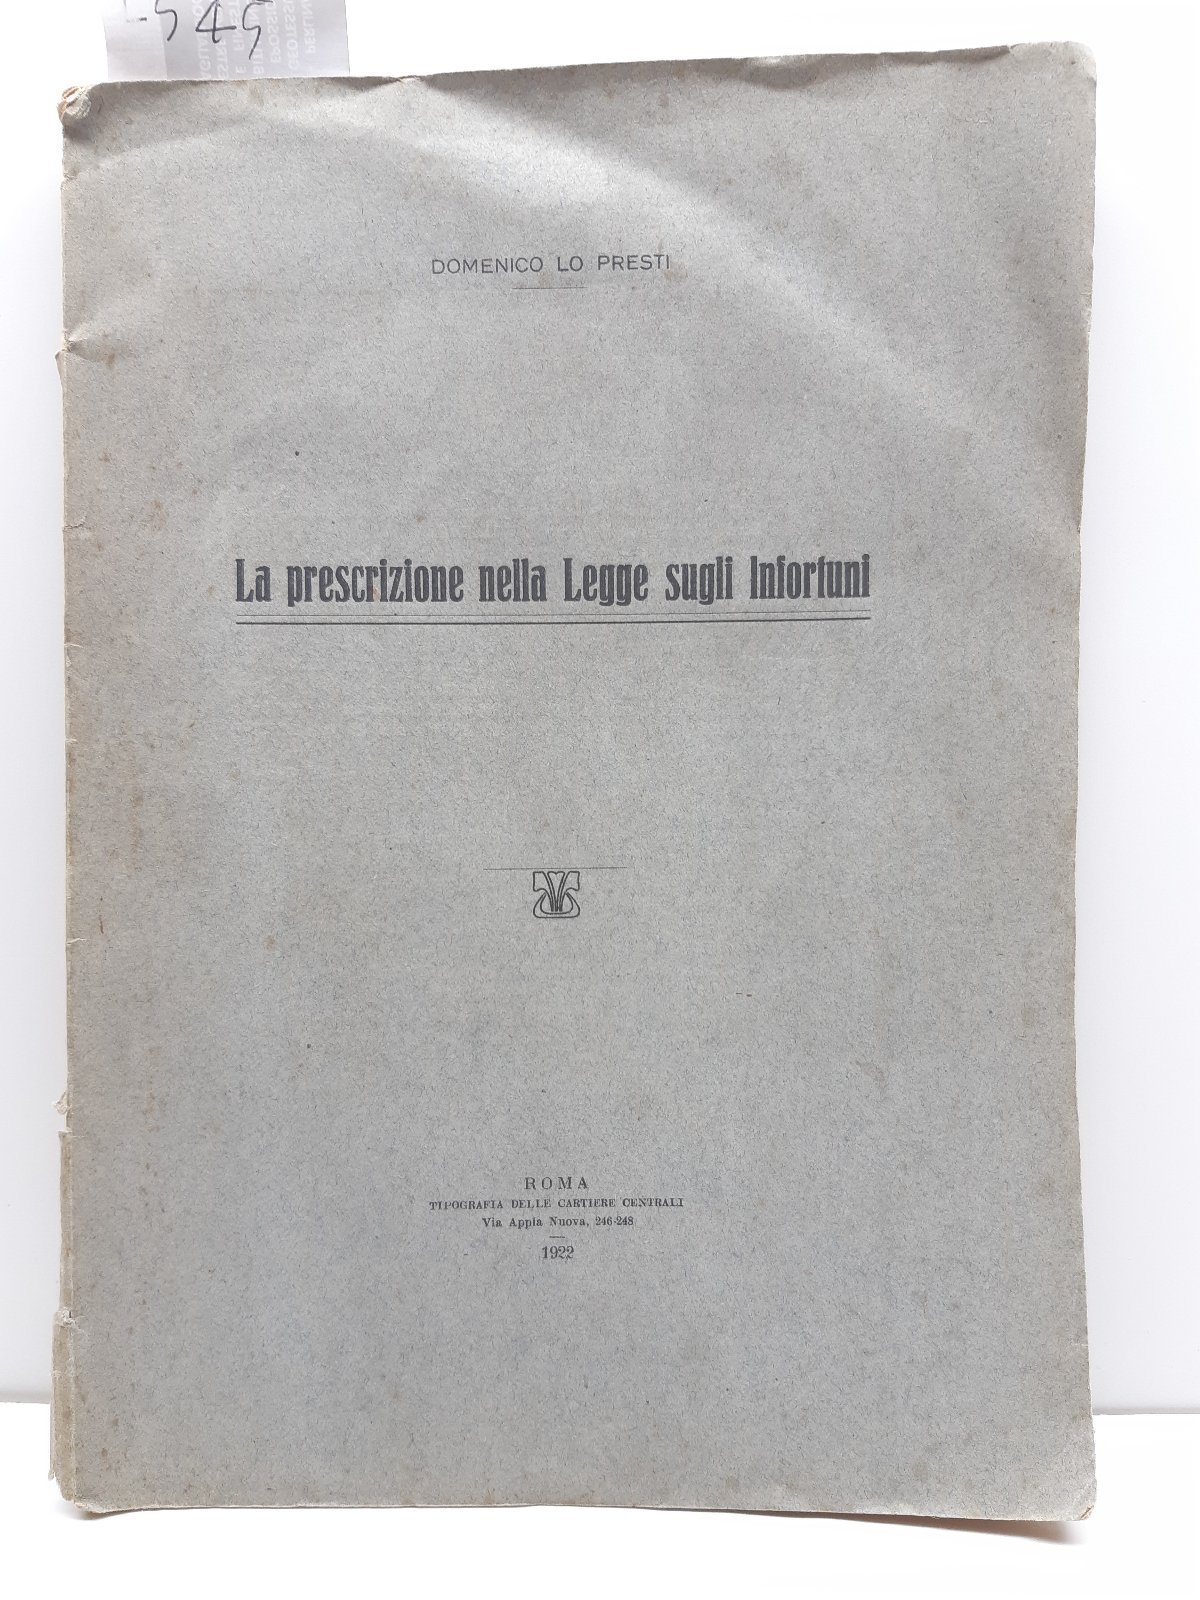 545
DOMENICO LO PRESTI
La prescrizione nella Legge sugli Infortuni
ROMA
TIPOGRAFIA DELLE CARTIERE CENTRALI
Via Appia Nuova, 246-248
1922